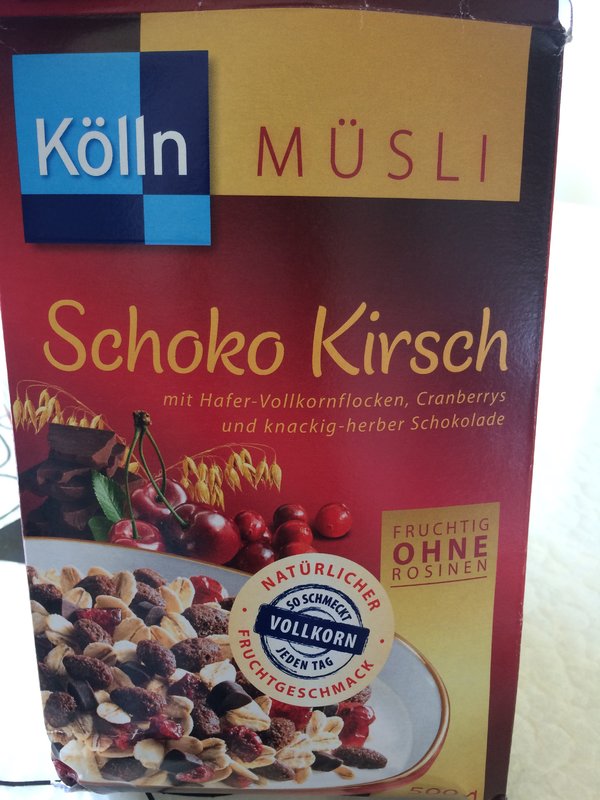 Kölln
MÜSLI
Schoko Kirsch
mit Hafer-Vollkornflocken, Cranberrys
und knackig-herber Schokolade
FRUCHTIG
OHNE
ROSINEN
NATÜRLICHER
SO SCHMECKT
VOLLKORN
JEDEN TAG
FRUCHTGESCHMACK
500 g